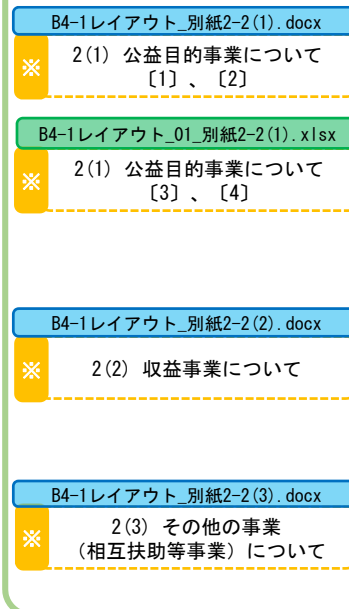 B4-1レイアウト_別紙2-2(1).docx
※
2(1) 公益目的事業について
〔1〕、〔2〕
B4-1レイアウト_01_別紙2-2(1).xlsx
※
2(1) 公益目的事業について
〔3〕、〔4〕
B4-1レイアウト_別紙2-2(2).docx
※
2(2) 収益事業について
B4-1レイアウト_別紙2-2(3).docx
※
2(3) その他の事業
（相互扶助等事業）について